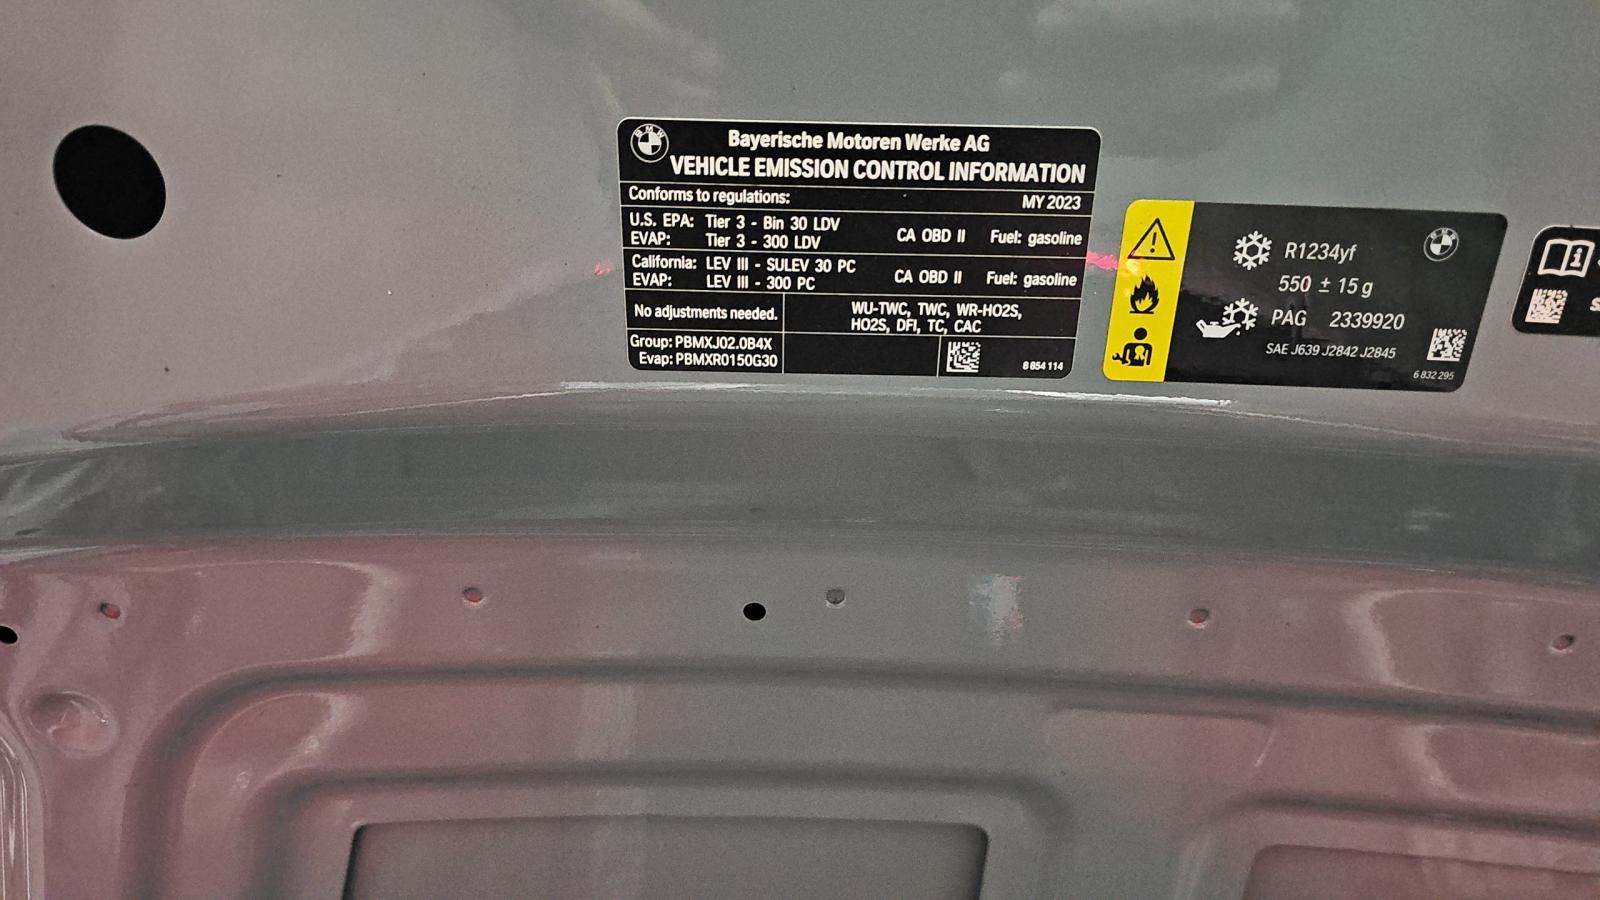 BMW
Bayerische Motoren Werke AG
VEHICLE EMISSION CONTROL INFORMATION
Conforms to regulations: MY 2023
U.S. EPA: Tier 3 - Bin 30 LDV
EVAP: Tier 3 - 300 LDV CA OBD II Fuel: gasoline
California: LEV III - SULEV 30 PC
EVAP: LEV III - 300 PC CA OBD II Fuel: gasoline
No adjustments needed. WU-TWC, TWC, WR-HO2S,
HO2S, DFI, TC, CAC
Group: PBMXJ02.0B4X
Evap: PBMXR0150G30
8 854 114
R1234yf
550 ± 15 g
PAG 2339920
SAE J639 J2842 J2845
6 832 295